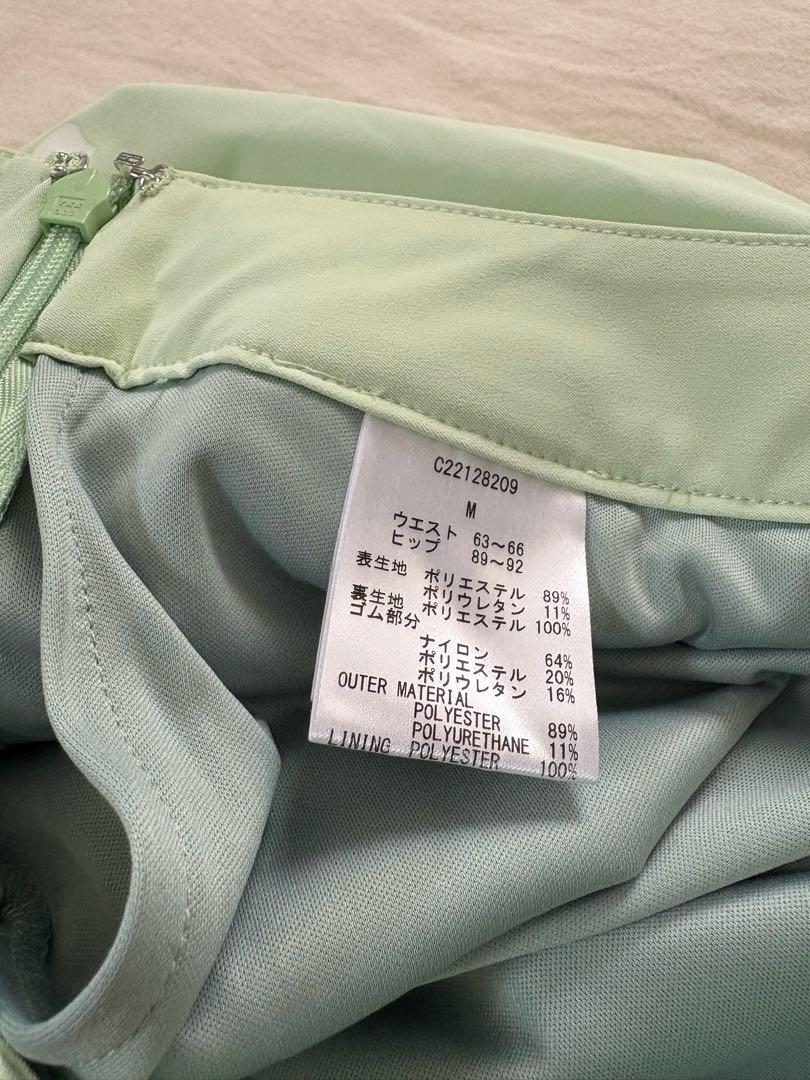 C22128209
M
ウエスト 63～66
ヒップ 89～92
表生地 ポリエステル 89%
ポリウレタン 11%
裏生地 ポリエステル 100%
ゴム部分
ナイロン 64%
ポリエステル 20%
ポリウレタン 16%
OUTER MATERIAL
POLYESTER 89%
POLYURETHANE 11%
LINING POLYESTER 100%
YKK